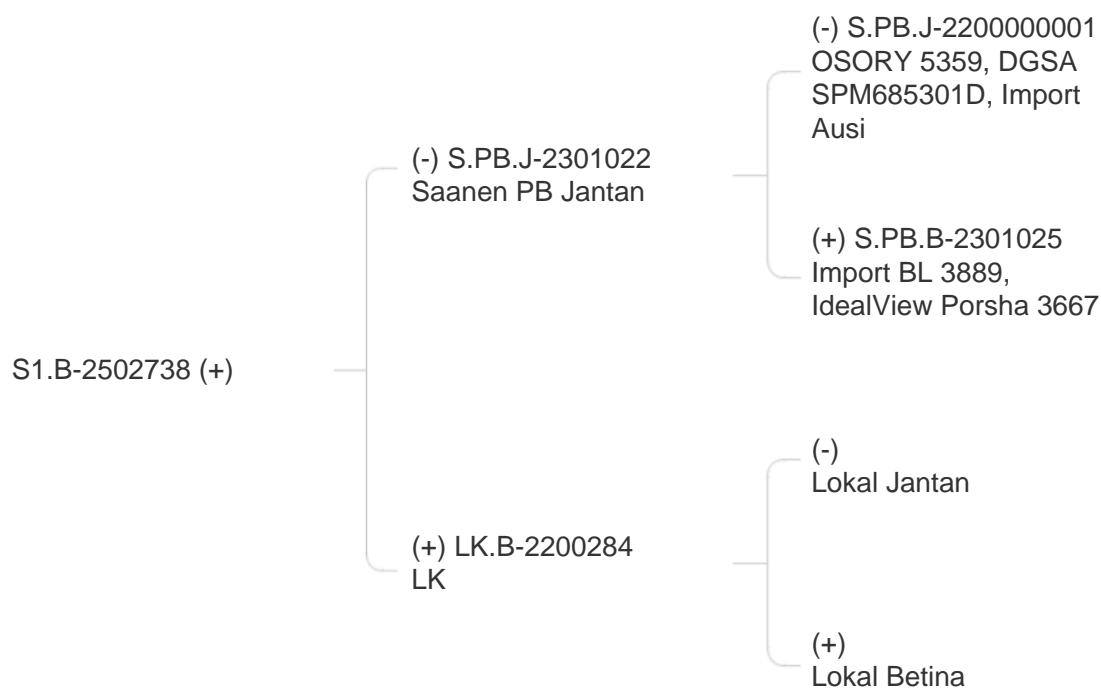 (-) S.PB.J-2200000001
OSORY 5359, DGSA
SPM685301D, Import
Ausi
(-) S.PB.J-2301022
Saanen PB Jantan
(+) S.PB.B-2301025
Import BL 3889,
IdealView Porsha 3667
S1.B-2502738 (+)
(-)
Lokal Jantan
(+) LK.B-2200284
LK
(+)
Lokal Betina